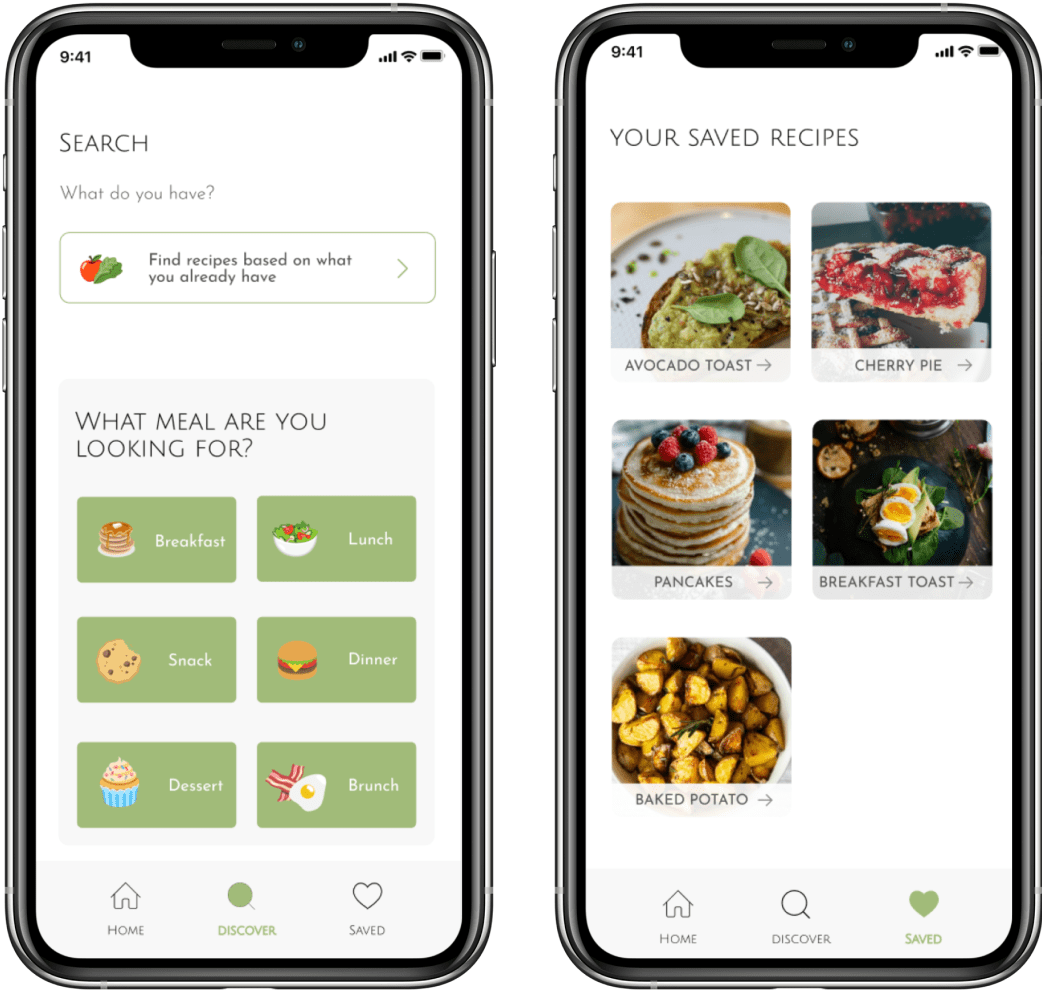 9:41
SEARCH
What do you have?
Find recipes based on what
you already have
WHAT MEAL ARE YOU
LOOKING FOR?
Breakfast
Lunch
Snack
Dinner
Dessert
Brunch
HOME
DISCOVER
SAVED
9:41
YOUR SAVED RECIPES
AVOCADO TOAST
CHERRY PIE
PANCAKES
BREAKFAST TOAST
BAKED POTATO
HOME
DISCOVER
SAVED